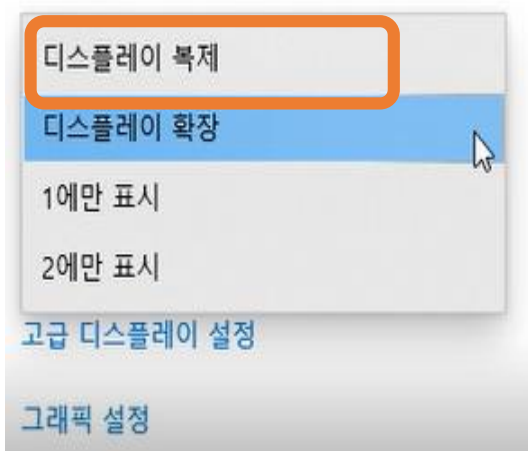 디스플레이 복제
디스플레이 확장
1에만 표시
2에만 표시
고급 디스플레이 설정
그래픽 설정